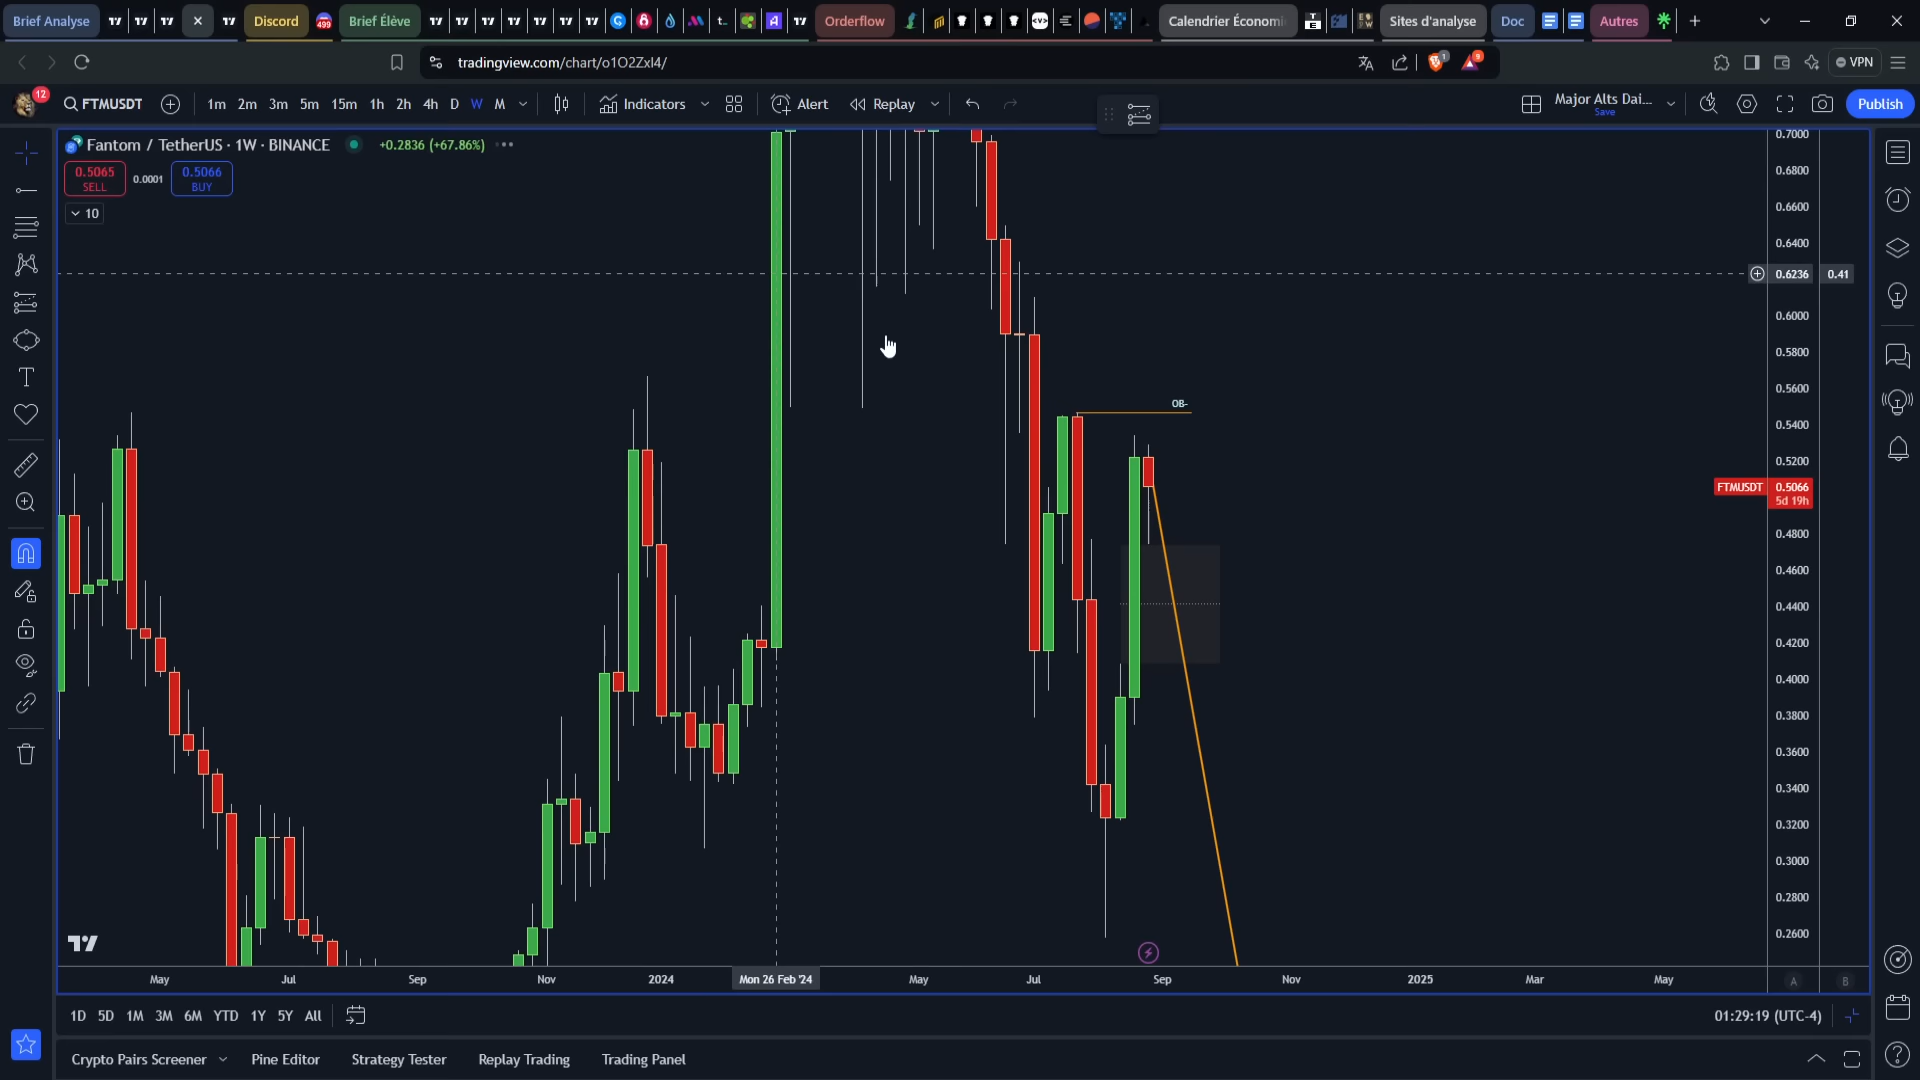 Brief Analyse
Discord
499
Brief Élève
Orderflow
Calendrier Économi
Sites d'analyse
Doc
Autres
tradingview.com/chart/o1O2Zxl4/
1
9
VPN
12
FTMUSDT
1m 2m 3m 5m 15m 1h 2h 4h D W M
Indicators
Alert
Replay
Major Alts Dai...
Save
Publish
Fantom / TetherUS · 1W · BINANCE
+0.2836 (+67.86%)
0.5065
SELL
0.0001
0.5066
BUY
10
OB-
0.7000
0.6800
0.6600
0.6400
0.6236
0.41
0.6000
0.5800
0.5600
0.5400
0.5200
FTMUSDT
0.5066
5d 19h
0.4800
0.4600
0.4400
0.4200
0.4000
0.3800
0.3600
0.3400
0.3200
0.3000
0.2800
0.2600
May Jul Sep Nov 2024 Mon 26 Feb '24 May Jul Sep Nov 2025 Mar May
A B
1D 5D 1M 3M 6M YTD 1Y 5Y All
01:29:19 (UTC-4)
Crypto Pairs Screener
Pine Editor
Strategy Tester
Replay Trading
Trading Panel